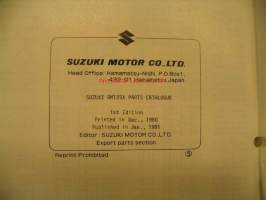 SUZUKI MOTOR CO.,LTD.
Head Office: Hamamatsu-Nishi, P.O.Box1,
432-91 Hamamatsu Japan
SUZUKI PARTS CATALOGUE
1st Edition
Printed in Dec., 1980
Published in Jan., 1981
Editor: SUZUKI MOTOR CO.,LTD.
Export parts section
Reprint Prohibited